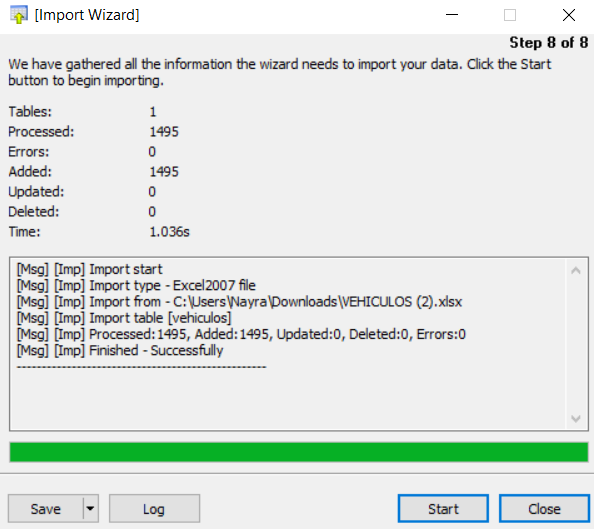 [Import Wizard]
Step 8 of 8
We have gathered all the information the wizard needs to import your data. Click the Start
button to begin importing.
Tables: 1
Processed: 1495
Errors: 0
Added: 1495
Updated: 0
Deleted: 0
Time: 1.036s
[Msg] [Imp] Import start
[Msg] [Imp] Import type - Excel2007 file
[Msg] [Imp] Import from - C:\Users\Nayra\Downloads\VEHICULOS (2).xlsx
[Msg] [Imp] Import table [vehiculos]
[Msg] [Imp] Processed:1495, Added:1495, Updated:0, Deleted:0, Errors:0
[Msg] [Imp] Finished - Successfully
--------------------------------------------------
Save Log Start Close